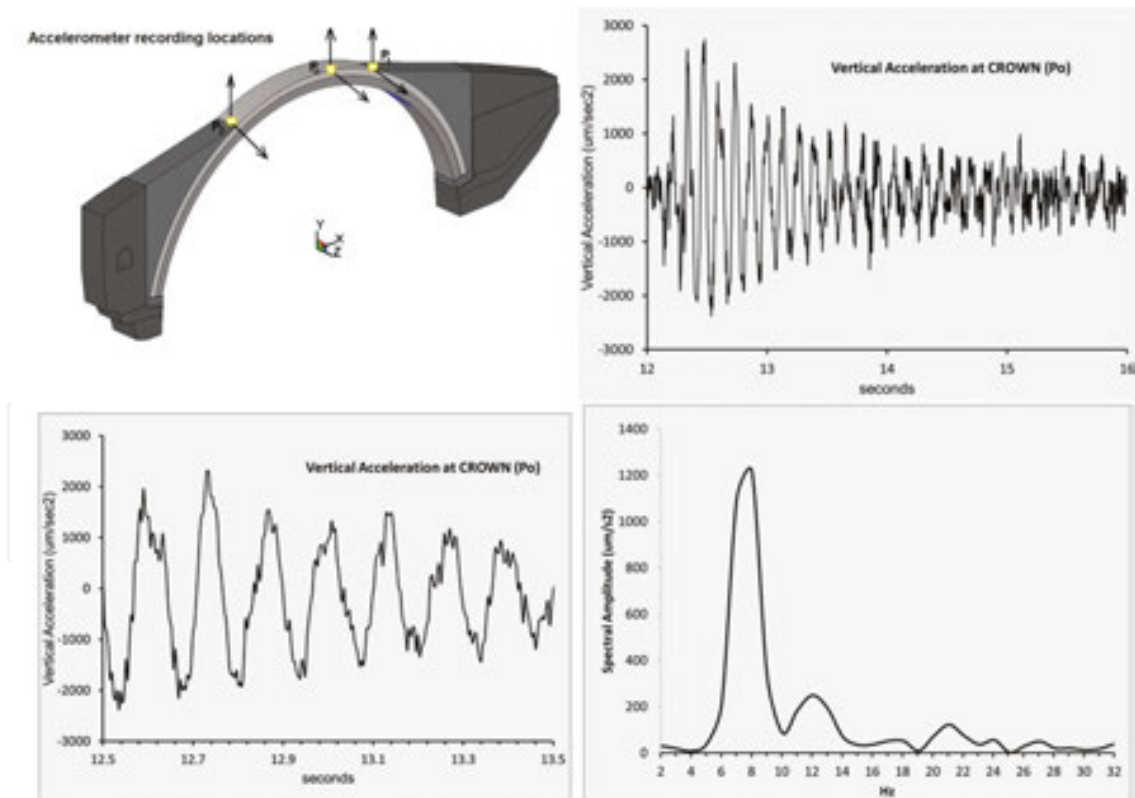 Accelerometer recording locations
P
P
P
Y
X
Z
Vertical Acceleration at CROWN (Po)
Vertical Acceleration (um/sec2)
3000
2000
1000
0
-1000
-2000
-3000
12
13
14
15
16
seconds
Vertical Acceleration at CROWN (Po)
Vertical Acceleration (um/sec2)
3000
2000
1000
0
-1000
-2000
-3000
12.5
12.7
12.9
13.1
13.3
13.5
seconds
Spectral Amplitude (um/s2)
1400
1200
1000
800
600
400
200
0
2 4 6 8 10 12 14 16 18 20 22 24 26 28 30 32
Hz